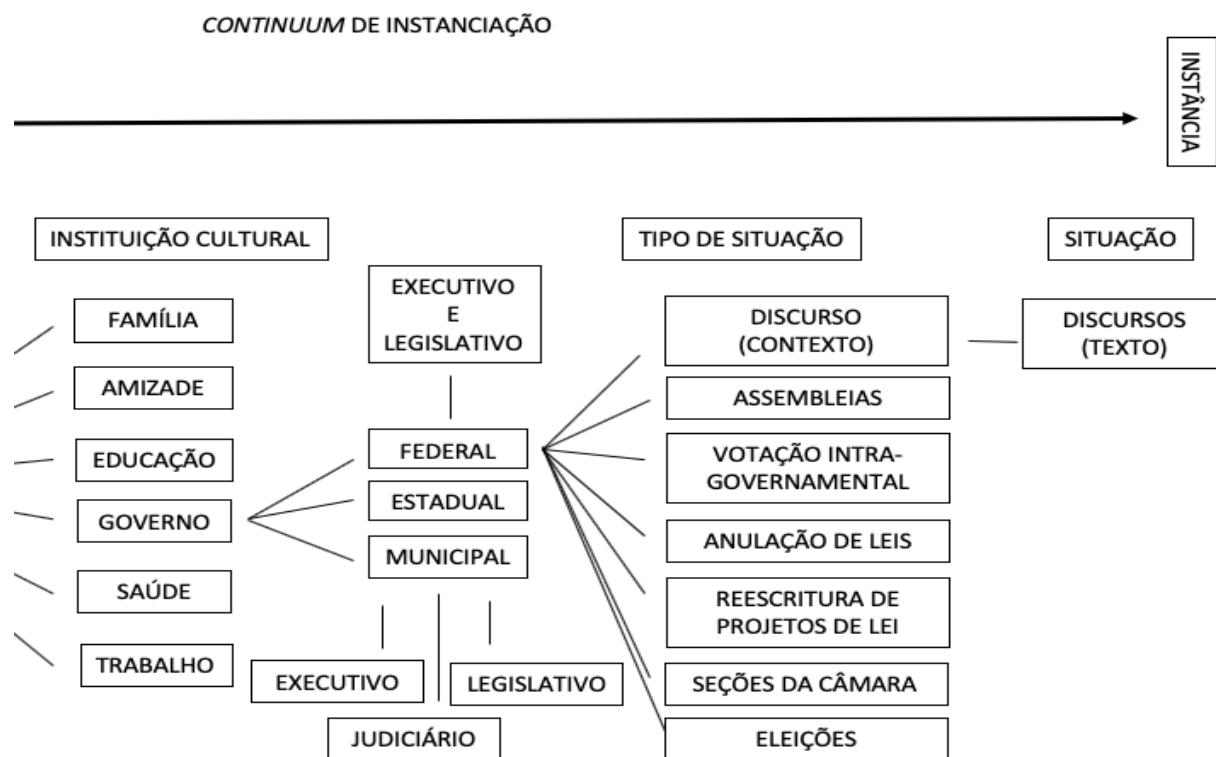 CONTINUUM DE INSTANCIAÇÃO
INSTÂNCIA
INSTITUIÇÃO CULTURAL
TIPO DE SITUAÇÃO
SITUAÇÃO
FAMÍLIA
AMIZADE
EDUCAÇÃO
GOVERNO
SAÚDE
TRABALHO
EXECUTIVO
E
LEGISLATIVO
FEDERAL
ESTADUAL
MUNICIPAL
EXECUTIVO
LEGISLATIVO
JUDICIÁRIO
DISCURSO
(CONTEXTO)
ASSEMBLEIAS
VOTAÇÃO INTRA-
GOVERNAMENTAL
ANULAÇÃO DE LEIS
REESCRITURA DE
PROJETOS DE LEI
SEÇÕES DA CÂMARA
ELEIÇÕES
DISCURSOS
(TEXTO)